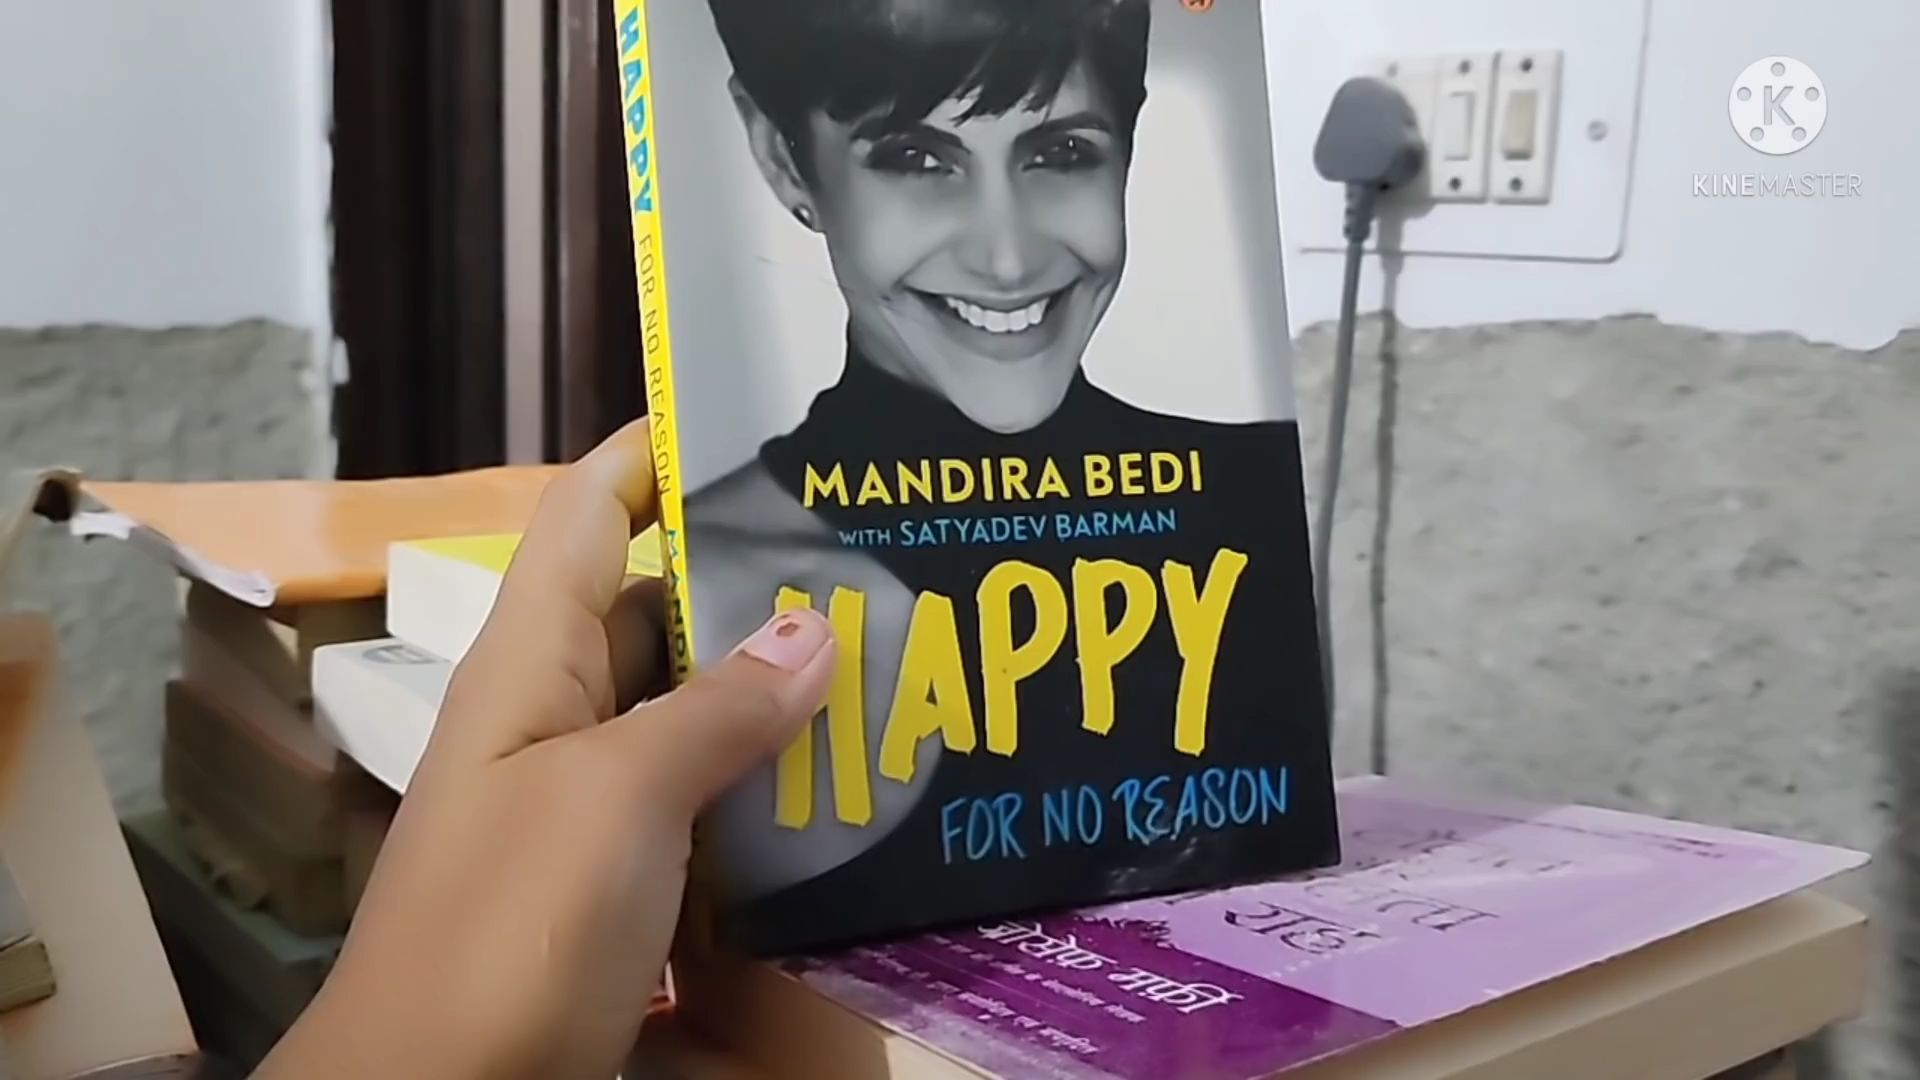 HAPPY FOR NO REASON MANDI
MANDIRA BEDI
WITH SATYADEV BARMAN
HAPPY
FOR NO REASON
K
KINEMASTER